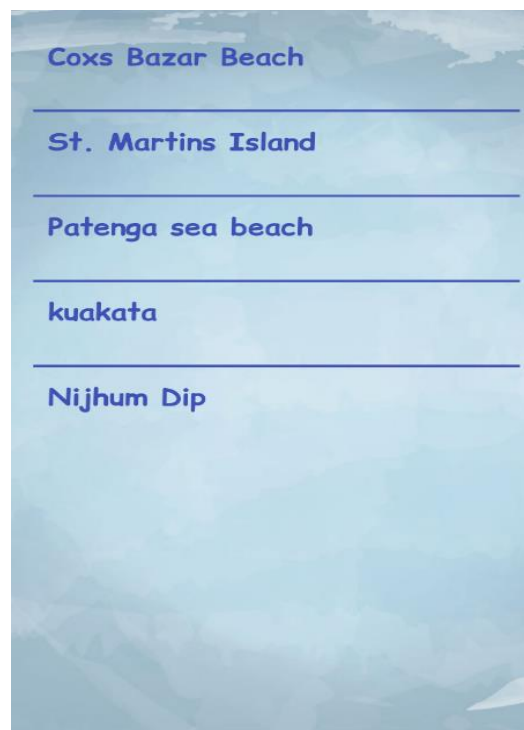 Coxs Bazar Beach
St. Martins Island
Patenga sea beach
kuakata
Nijhum Dip